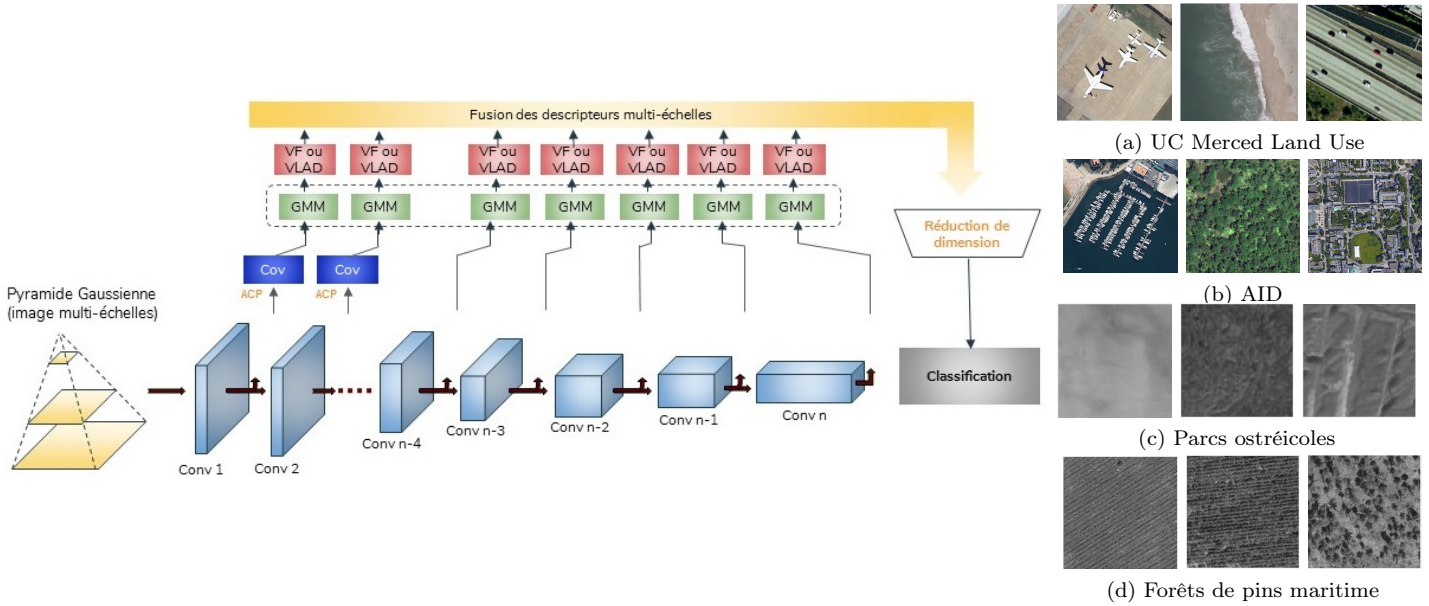 Fusion des descripteurs multi-échelles
VF ou
VLAD
VF ou
VLAD
VF ou
VLAD
VF ou
VLAD
VF ou
VLAD
VF ou
VLAD
VF ou
VLAD
GMM
GMM
GMM
GMM
GMM
GMM
GMM
Cov
Cov
ACP
ACP
Pyramide Gaussienne
(image multi-échelles)
Conv 1
Conv 2
Conv n-4
Conv n-3
Conv n-2
Conv n-1
Conv n
Réduction de
dimension
Classification
(a) UC Merced Land Use
(b) AID
(c) Parcs ostréicoles
(d) Forêts de pins maritime